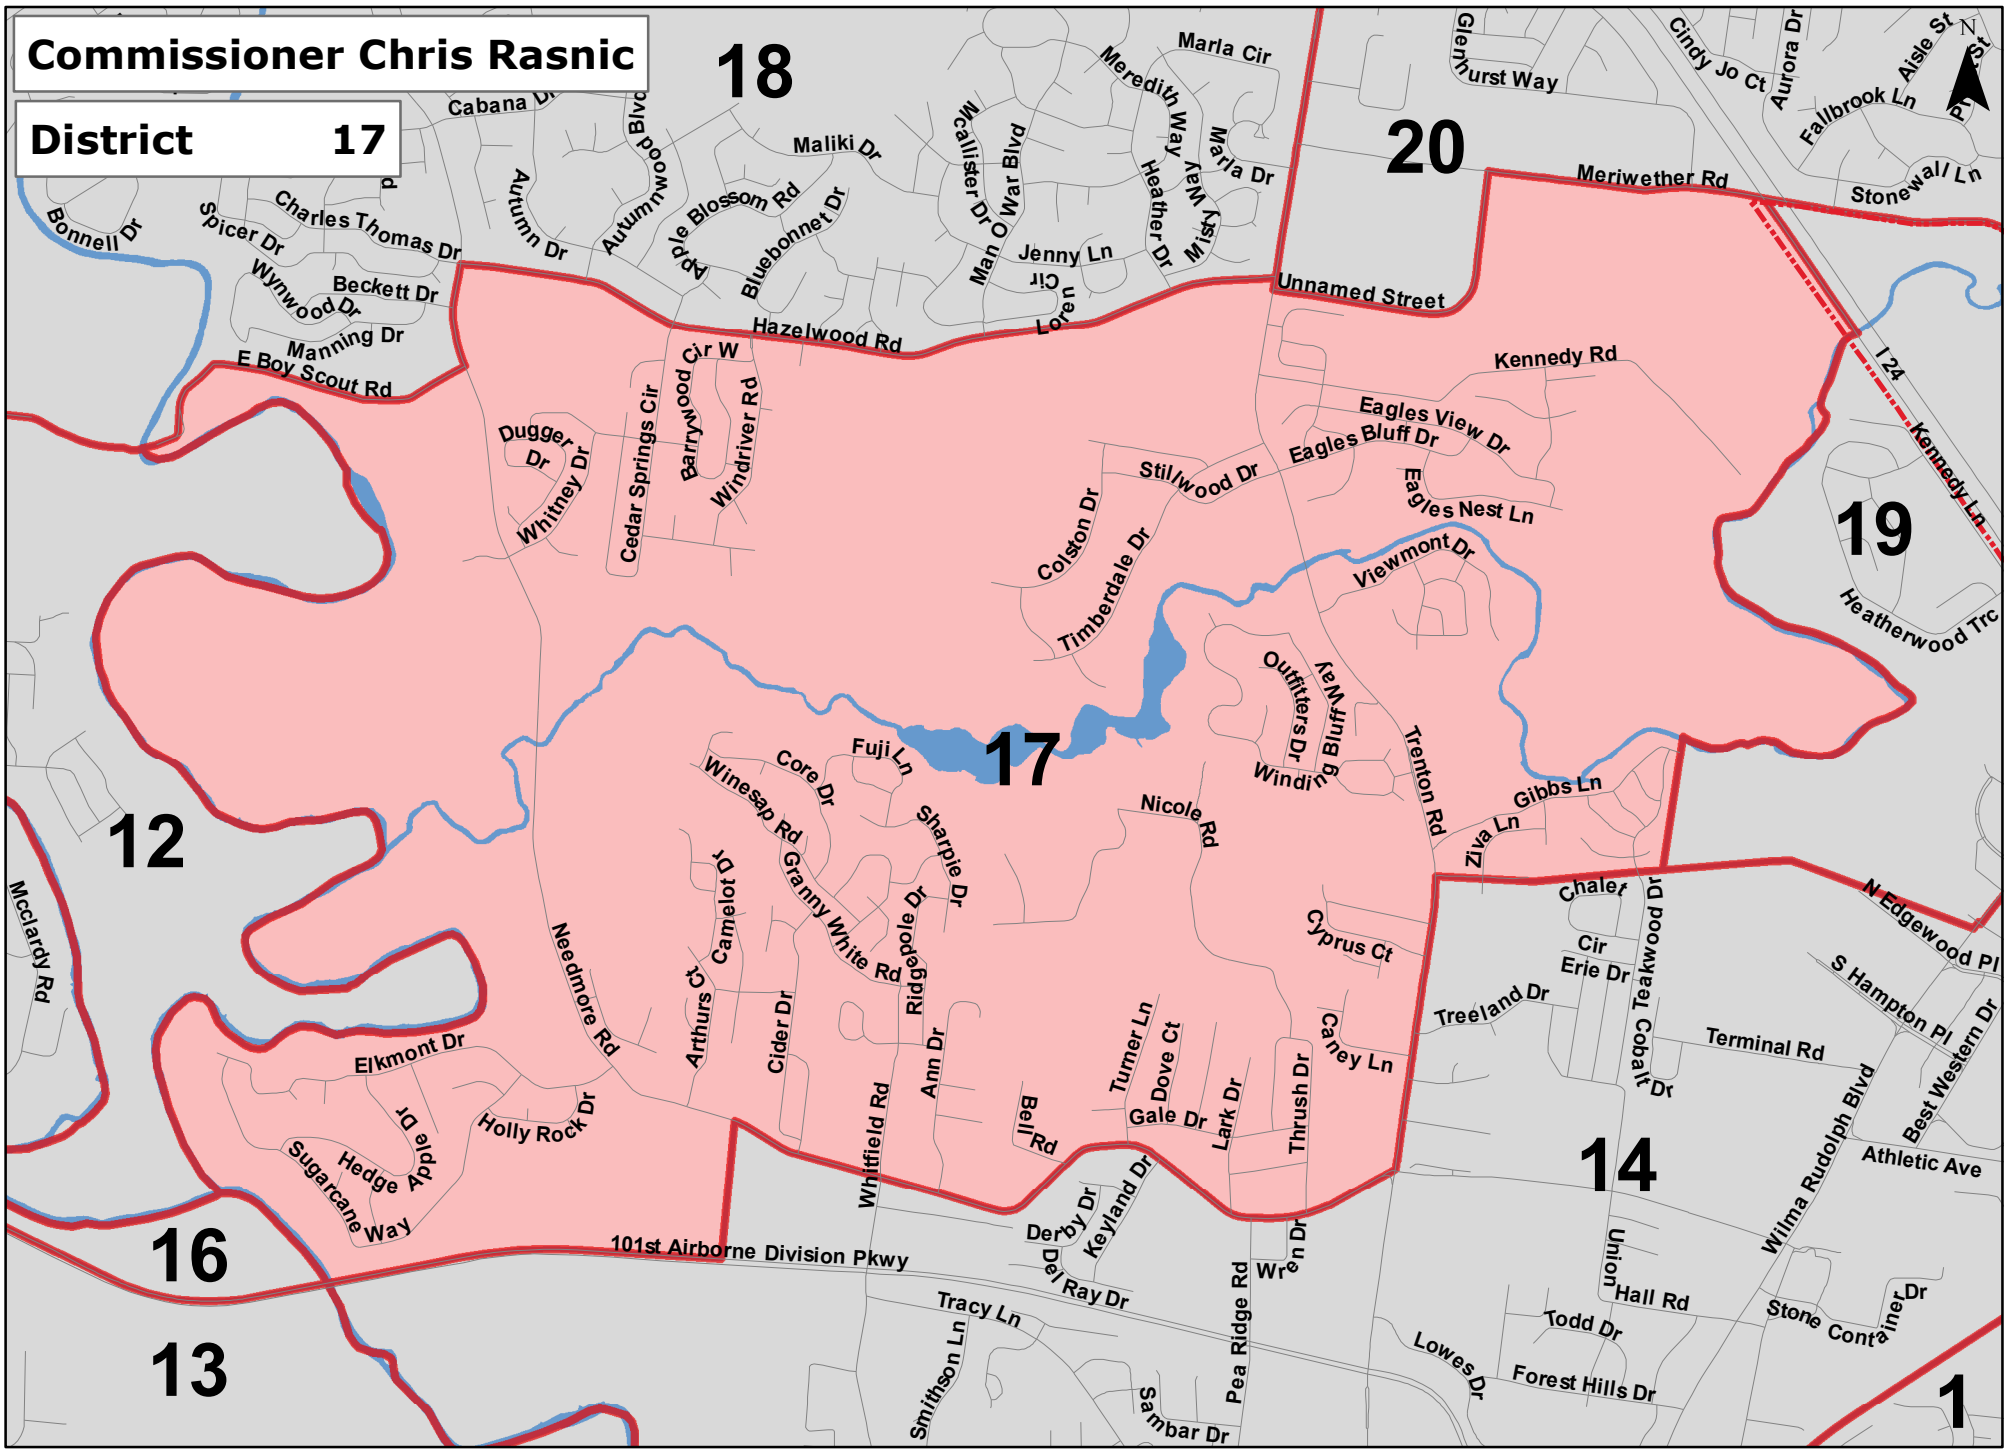 Commissioner Chris Rasnic
District 17
18
20
12
17
19
14
16
13
1
N
Cabana Dr
Marla Cir
Meredith Way
Glenhurst Way
Cindy Jo Ct
Aurora Dr
Aisle St
Fallbrook Ln
Stonewall Ln
Bonnell Dr
Spicer Dr
Charles Thomas Dr
Wynwood Dr
Beckett Dr
Manning Dr
E Boy Scout Rd
Autumn Dr
Autumnwood Blvd
Apple Blossom Rd
Maliki Dr
Bluebonnet Dr
Mcallister Dr
Man O War Blvd
Jenny Ln
Loren Cir
Heather Dr
Misty Way
Marla Dr
Meriwether Rd
Unnamed Street
Hazelwood Rd
Kennedy Rd
I 24
Kennedy Ln
Dugger Dr
Whitney Dr
Cedar Springs Cir
Barrywood Cir W
Windriver Rd
Eagles View Dr
Eagles Bluff Dr
Eagles Nest Ln
Stillwood Dr
Colston Dr
Timberdale Dr
Viewmont Dr
Heatherwood Trc
Outfitters Dr
Winding Bluff Way
Trenton Rd
Gibbs Ln
Ziva Ln
Fuji Ln
Core Dr
Winesap Rd
Sharpie Dr
Nicole Rd
Granny White Rd
Ridgepole Dr
Camelot Dr
Arthurs Ct
Cider Dr
Needmore Rd
Mcclardy Rd
Cyprus Ct
Caney Ln
Chalet Cir
Erie Dr
Teakwood Dr
Treeland Dr
Cobalt Dr
Terminal Rd
N Edgewood Pl
S Hampton Pl
Best Western Dr
Athletic Ave
Wilma Rudolph Blvd
Elkmont Dr
Holly Rock Dr
Hedge Apple Dr
Sugarcane Way
Whitfield Rd
Ann Dr
Bell Rd
Turner Ln
Dove Ct
Gale Dr
Lark Dr
Thrush Dr
Derby Dr
Keyland Dr
Del Ray Dr
Wren Dr
Pea Ridge Rd
101st Airborne Division Pkwy
Tracy Ln
Smithson Ln
Sambar Dr
Lowes Dr
Forest Hills Dr
Todd Dr
Union Hall Rd
Stone Container Dr